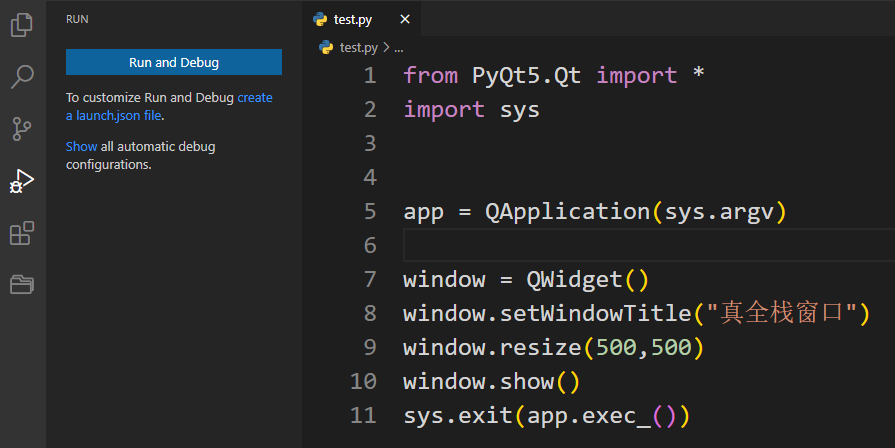 RUN
Run and Debug
To customize Run and Debug create
a launch.json file.
Show all automatic debug
configurations.
test.py
test.py > ...
1 from PyQt5.Qt import *
2 import sys
3
4
5 app = QApplication(sys.argv)
6
7 window = QWidget()
8 window.setWindowTitle("真全栈窗口")
9 window.resize(500,500)
10 window.show()
11 sys.exit(app.exec_())